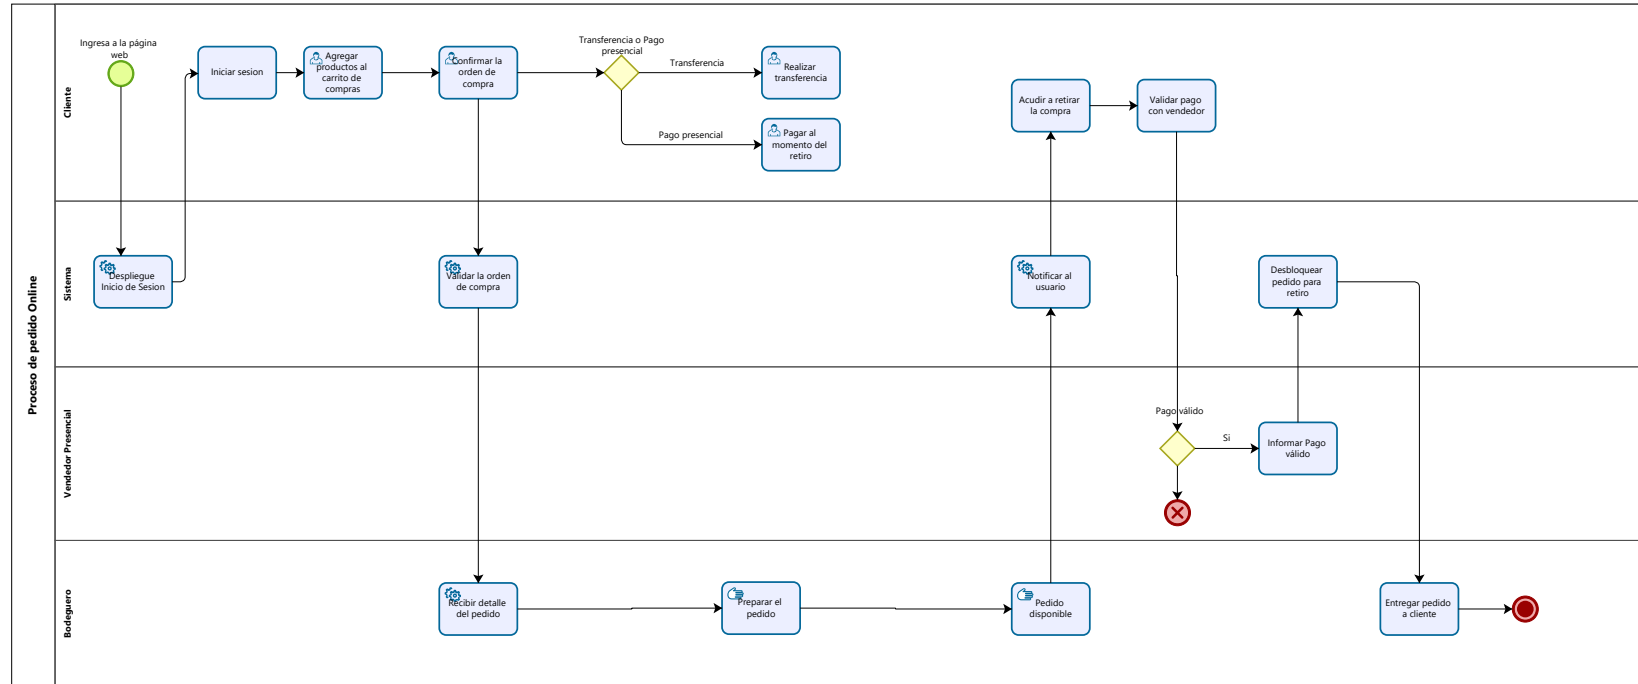 Proceso de pedido Online
Cliente
Ingresa a la página
web
Iniciar sesion
Agregar
productos al
carrito de
compras
Confirmar la
orden de
compra
Transferencia o Pago
presencial
Transferencia
Realizar
transferencia
Pago presencial
Pagar al
momento del
retiro
Acudir a retirar
la compra
Validar pago
con vendedor
Sistema
Despliegue
Inicio de Sesion
Validar la orden
de compra
Notificar al
usuario
Desbloquear
pedido para
retiro
Vendedor Presencial
Pago válido
Si
Informar Pago
válido
Bodeguero
Recibir detalle
del pedido
Preparar el
pedido
Pedido
disponible
Entregar pedido
a cliente